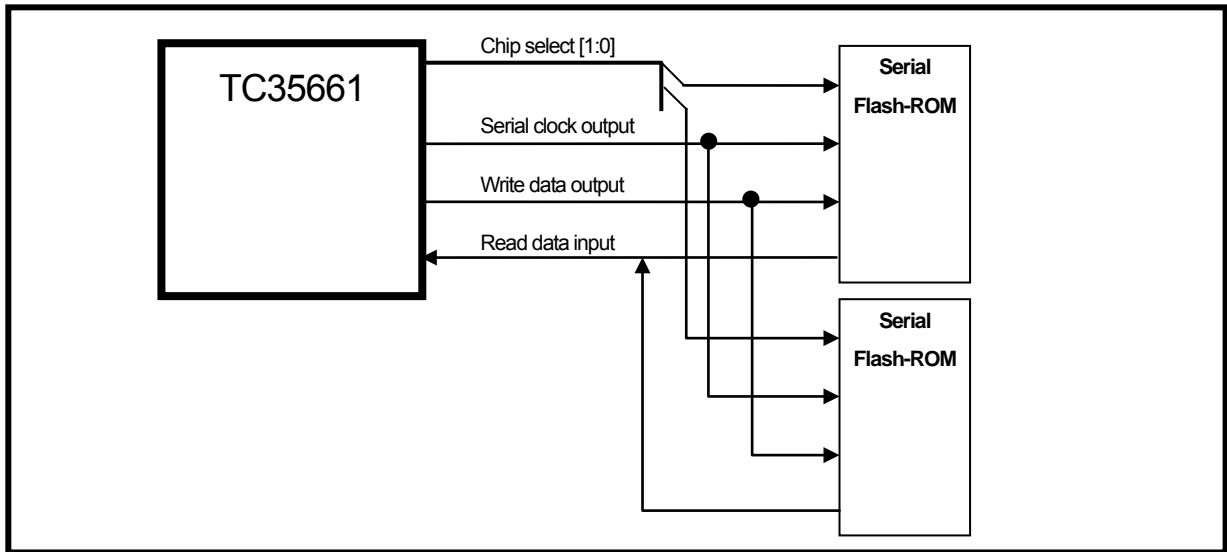 TC35661
Chip select [1:0]
Serial clock output
Write data output
Read data input
Serial
Flash-ROM
Serial
Flash-ROM